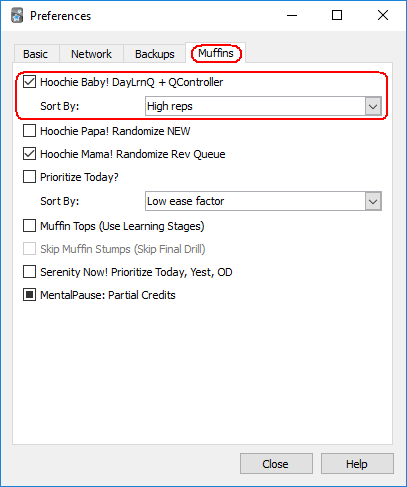 Preferences
Basic Network Backups Muffins
Hoochie Baby! DayLrnQ + QController
Sort By: High reps
Hoochie Papa! Randomize NEW
Hoochie Mama! Randomize Rev Queue
Prioritize Today?
Sort By: Low ease factor
Muffin Tops (Use Learning Stages)
Skip Muffin Stumps (Skip Final Drill)
Serenity Now! Prioritize Today, Yest, OD
MentalPause: Partial Credits
Close Help